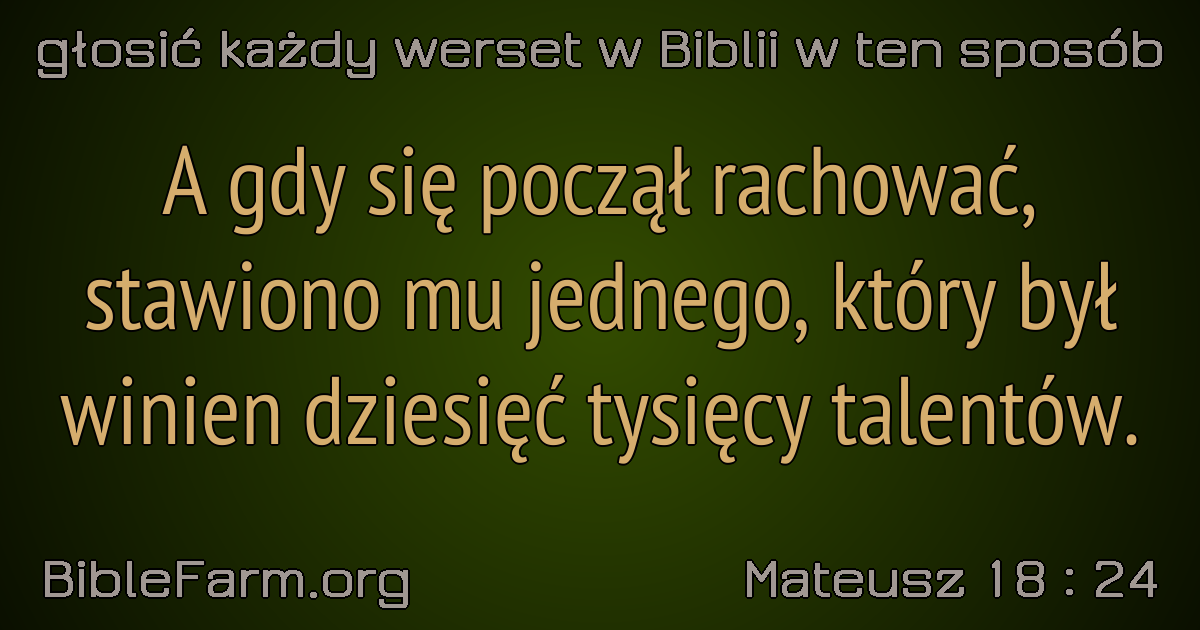 głosić każdy werset w Biblii w ten sposób
A gdy się począł rachować,
stawiono mu jednego, który był
winien dziesięć tysięcy talentów.
BibleFarm.org
Mateusz 18 : 24